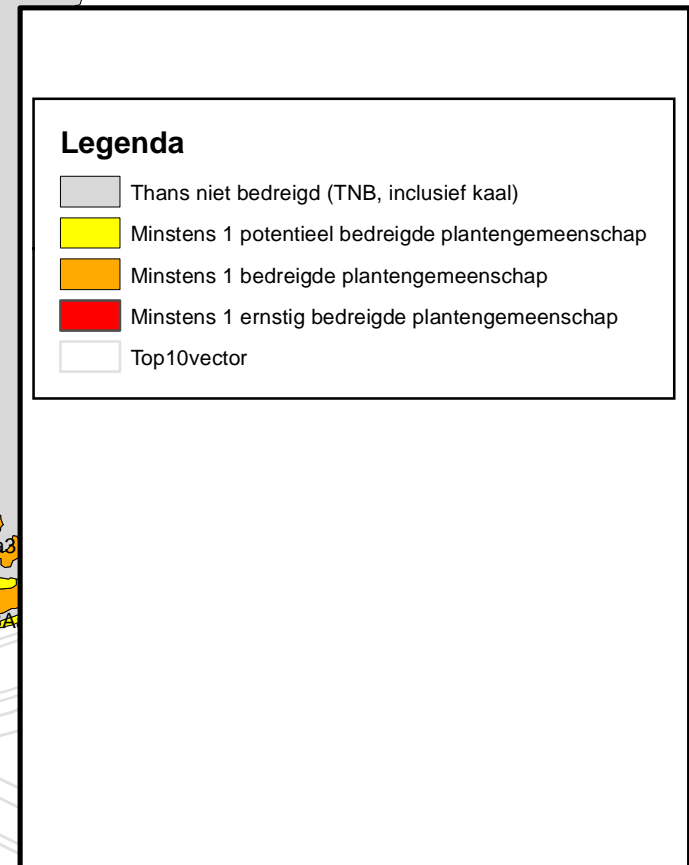 Legenda
Thans niet bedreigd (TNB, inclusief kaal)
Minstens 1 potentieel bedreigde plantengemeenschap
Minstens 1 bedreigde plantengemeenschap
Minstens 1 ernstig bedreigde plantengemeenschap
Top10vector